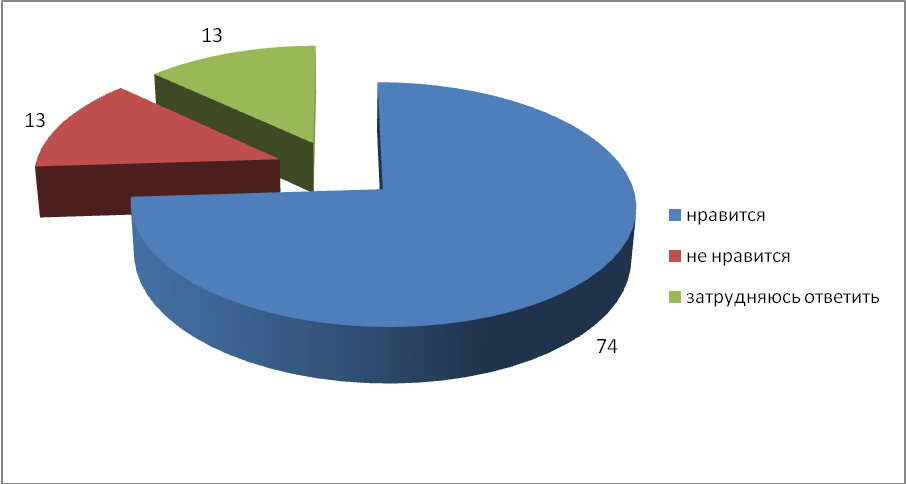 13
13
74
нравится
не нравится
затрудняюсь ответить